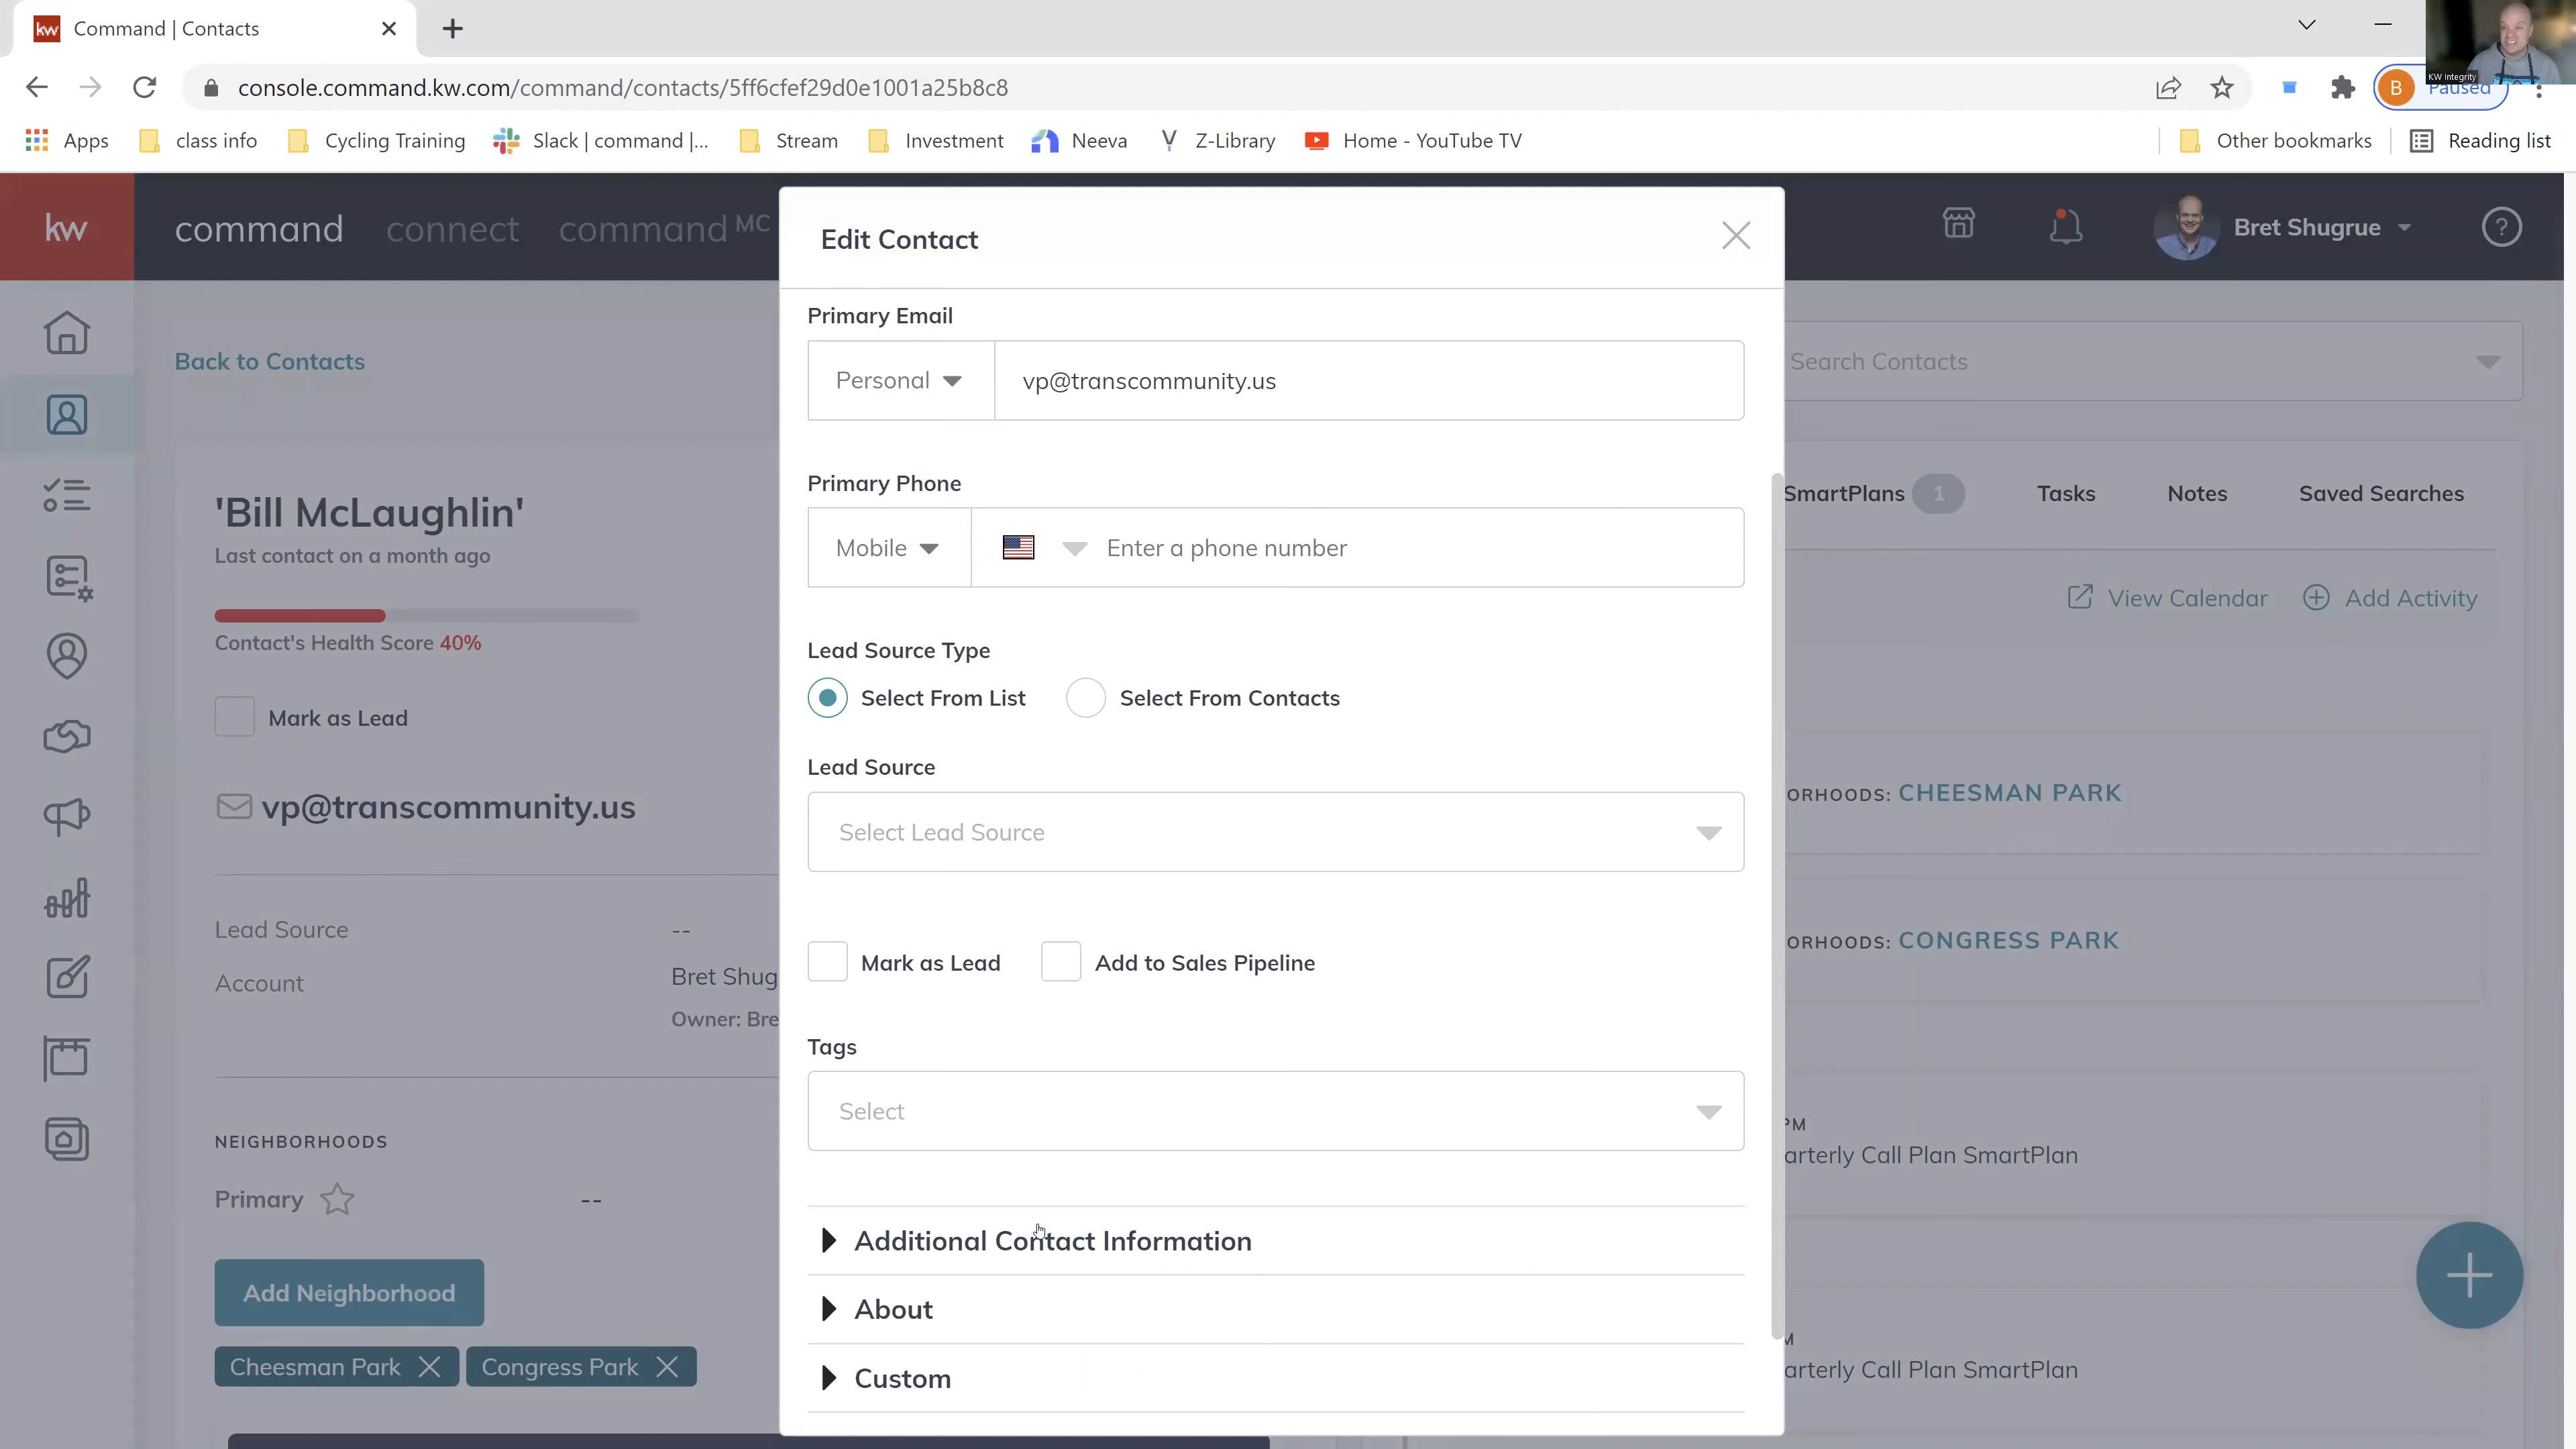 kw Command | Contacts
console.command.kw.com/command/contacts/5ff6cfef29d0e1001a25b8c8
B Paused
KW Integrity
Apps class info Cycling Training Slack | command |... Stream Investment Neeva Z-Library Home - YouTube TV Other bookmarks Reading list
kw command connect command MC
Bret Shugrue
?
Edit Contact
Back to Contacts
Search Contacts
'Bill McLaughlin'
Last contact on a month ago
Contact's Health Score 40%
Mark as Lead
vp@transcommunity.us
Lead Source --
Account Bret Shug
Owner: Bre
NEIGHBORHOODS
Primary --
Add Neighborhood
Cheesman Park Congress Park
Primary Email
Personal vp@transcommunity.us
Primary Phone
Mobile Enter a phone number
Lead Source Type
Select From List Select From Contacts
Lead Source
Select Lead Source
Mark as Lead Add to Sales Pipeline
Tags
Select
Additional Contact Information
About
Custom
SmartPlans 1 Tasks Notes Saved Searches
View Calendar Add Activity
ORHOODS: CHEESMAN PARK
ORHOODS: CONGRESS PARK
PM
arterly Call Plan SmartPlan
M
arterly Call Plan SmartPlan